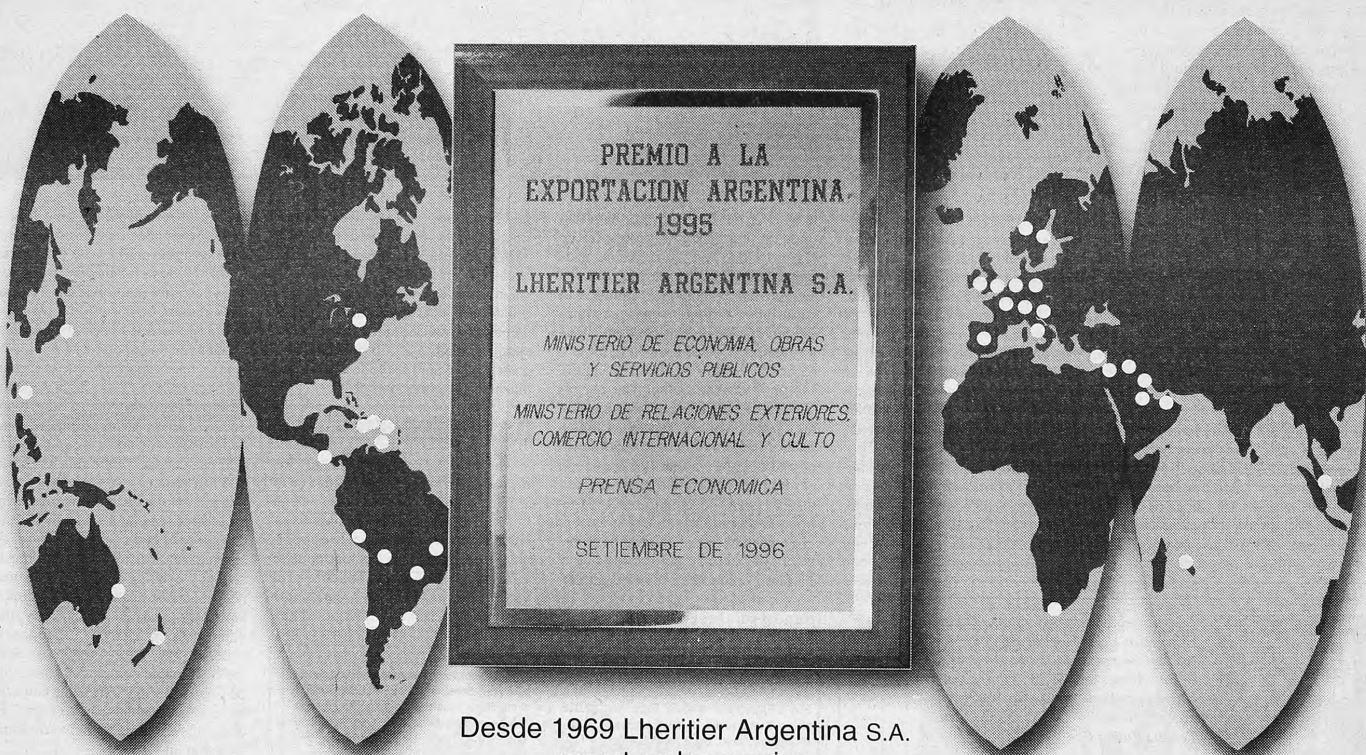 PREMIO A LA
EXPORTACION ARGENTINA
1995
LHERITIER ARGENTINA S.A.
MINISTERIO DE ECONOMIA, OBRAS
Y SERVICIOS PUBLICOS
MINISTERIO DE RELACIONES EXTERIORES,
COMERCIO INTERNACIONAL Y CULTO
PRENSA ECONOMICA
SETIEMBRE DE 1996
Desde 1969 Lheritier Argentina S.A.